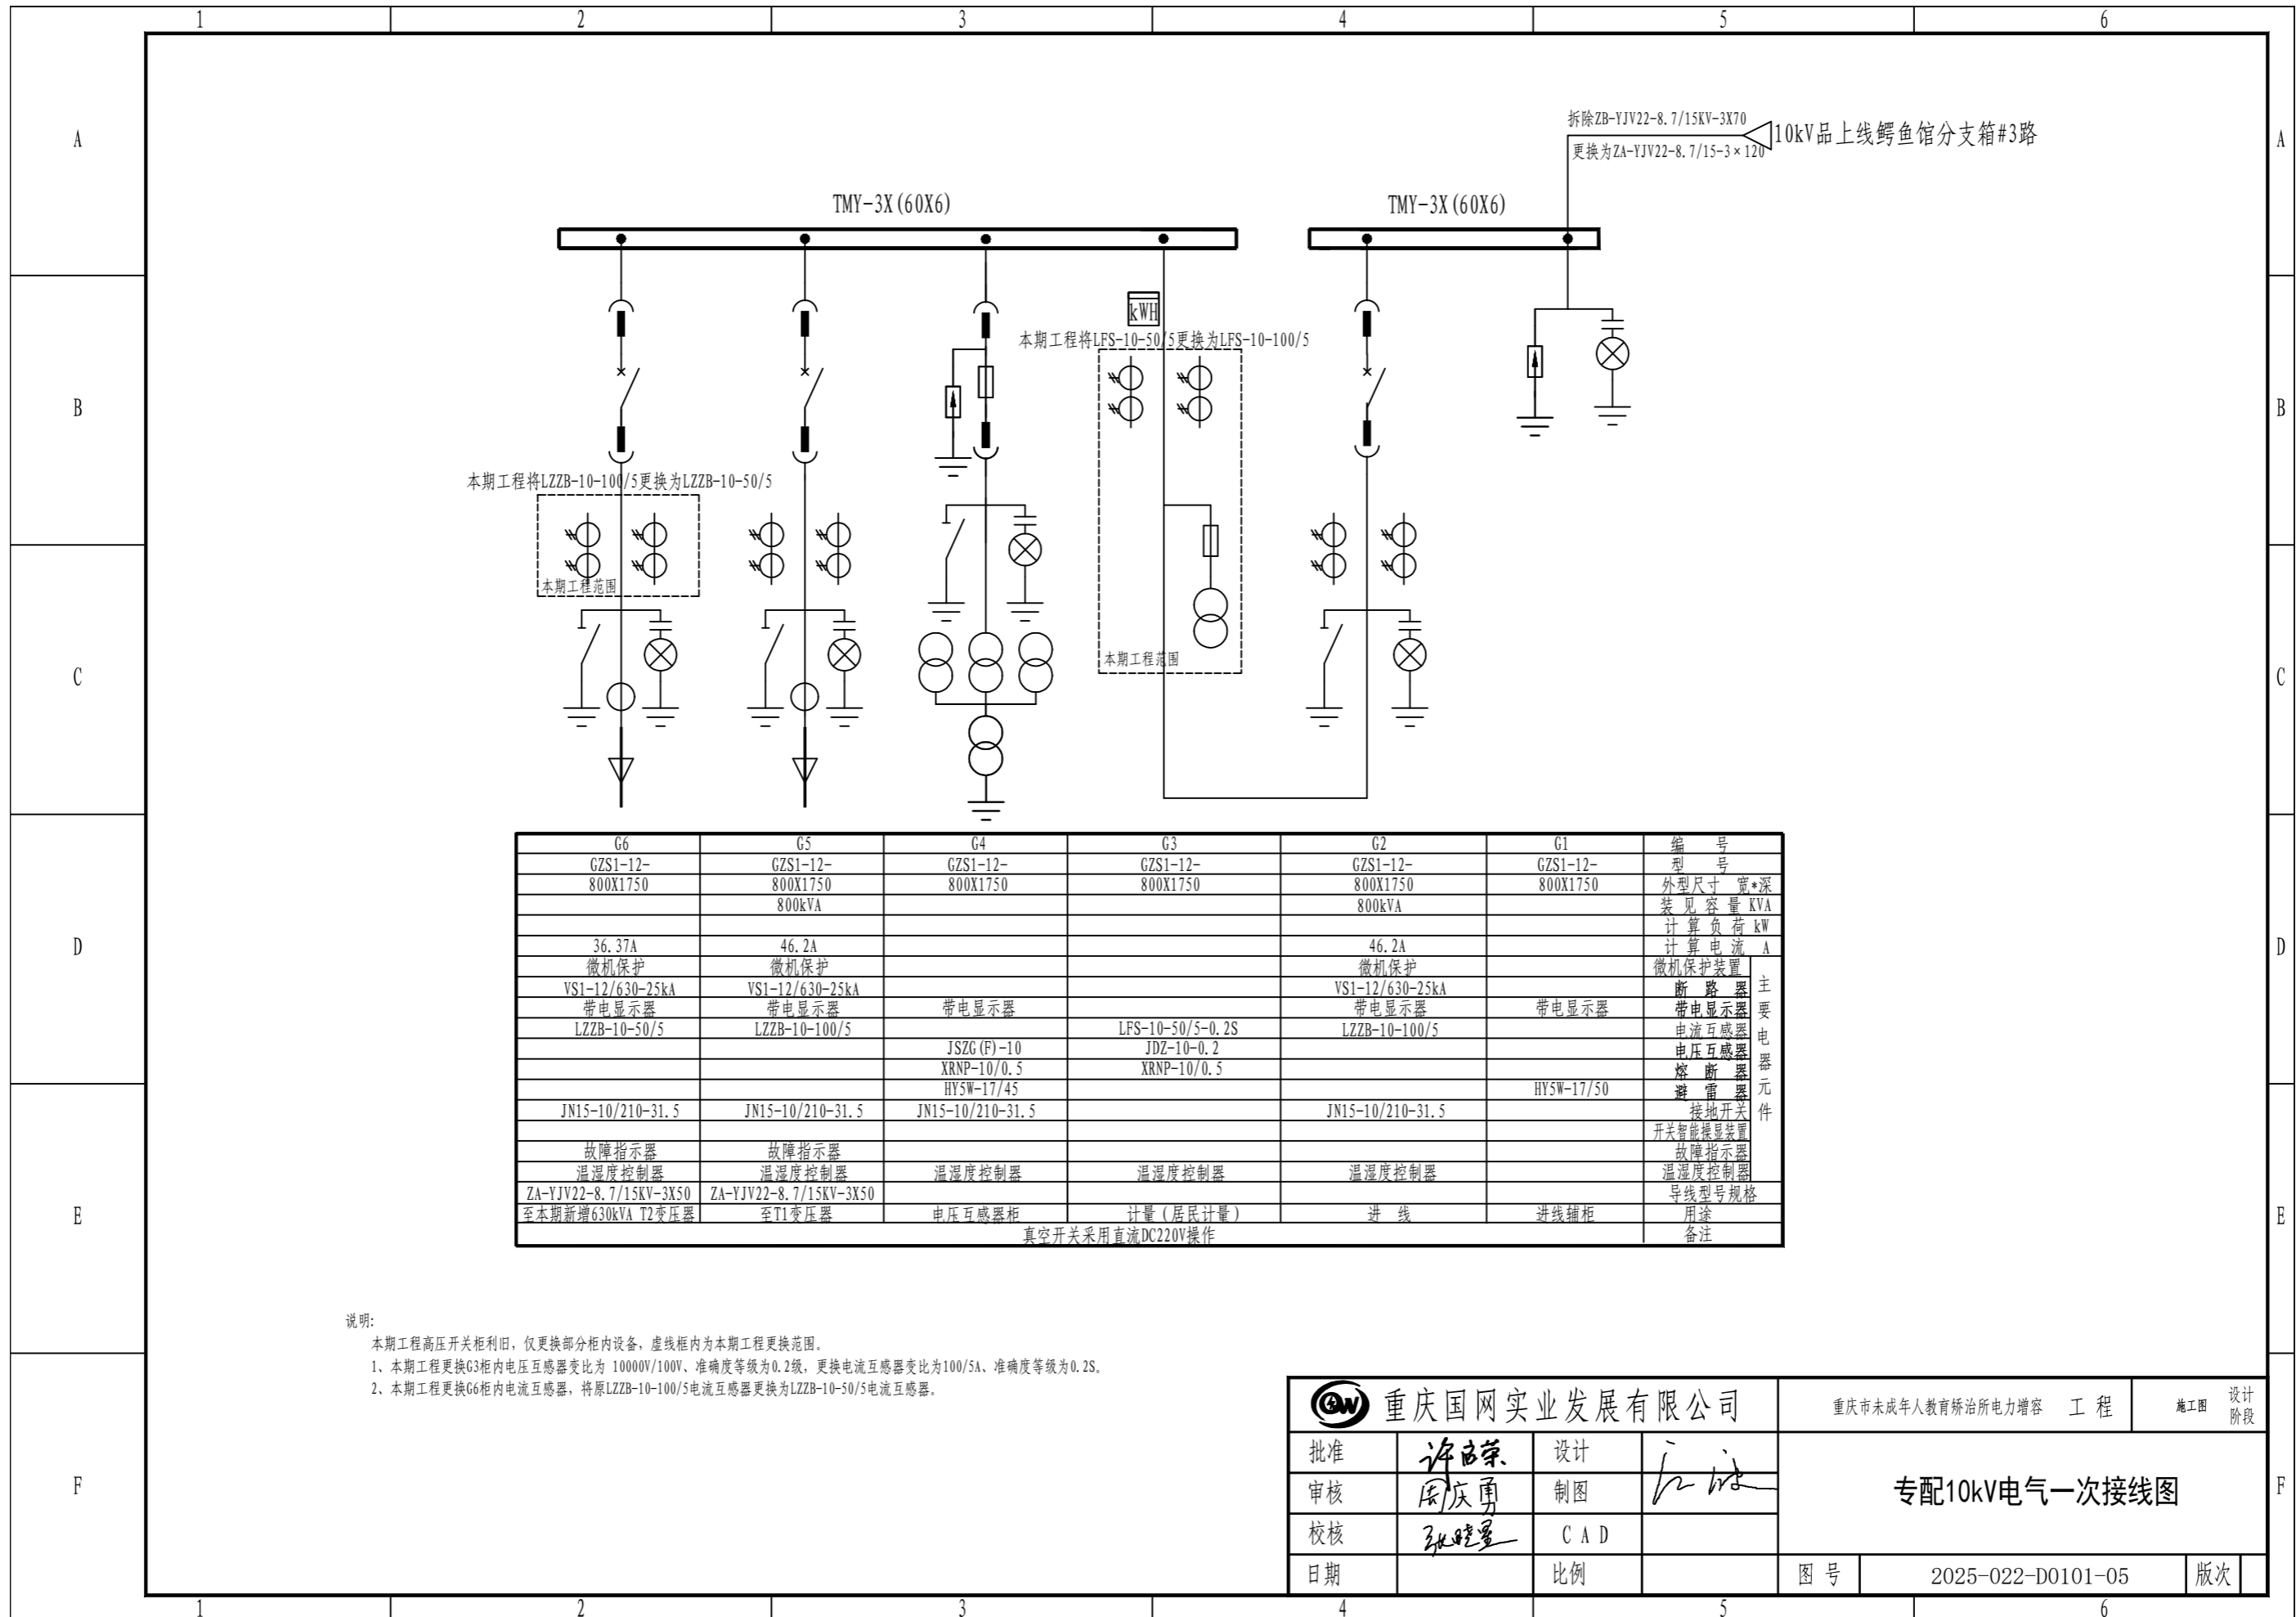 1 2 3 4 5 6
A A
B B
C C
D D
E E
F F
拆除ZB-YJV22-8.7/15KV-3X70
10kV品上线鳄鱼馆分支箱#3路
更换为ZA-YJV22-8.7/15-3×120
TMY-3X(60X6) TMY-3X(60X6)
kWH
本期工程将LFS-10-50/5更换为LFS-10-100/5
本期工程将LZZB-10-100/5更换为LZZB-10-50/5
本期工程范围
本期工程范围
G6 G5 G4 G3 G2 G1 编 号
GZS1-12- GZS1-12- GZS1-12- GZS1-12- GZS1-12- GZS1-12- 型 号
800X1750 800X1750 800X1750 800X1750 800X1750 800X1750 外型尺寸 宽*深
800kVA 800kVA 装 见 容 量 KVA
计 算 负 荷 kW
36.37A 46.2A 46.2A 计 算 电 流 A
微机保护 微机保护 微机保护 微机保护装置
主要电器元件
VS1-12/630-25kA VS1-12/630-25kA VS1-12/630-25kA 断 路 器
带电显示器 带电显示器 带电显示器 带电显示器 带电显示器 带电显示器
LZZB-10-50/5 LZZB-10-100/5 LFS-10-50/5-0.2S LZZB-10-100/5 电流互感器
JSZG(F)-10 JDZ-10-0.2 电压互感器
XRNP-10/0.5 XRNP-10/0.5 熔 断 器
HY5W-17/45 HY5W-17/50 避 雷 器
JN15-10/210-31.5 JN15-10/210-31.5 JN15-10/210-31.5 JN15-10/210-31.5 接地开关
开关智能操显装置
故障指示器 故障指示器 故障指示器
温湿度控制器 温湿度控制器 温湿度控制器 温湿度控制器 温湿度控制器 温湿度控制器
ZA-YJV22-8.7/15KV-3X50 ZA-YJV22-8.7/15KV-3X50 导线型号规格
至本期新增630kVA T2变压器 至T1变压器 电压互感器柜 计量(居民计量) 进 线 进线辅柜 用途
真空开关采用直流DC220V操作 备注
说明:
本期工程高压开关柜利旧, 仅更换部分柜内设备, 虚线框内为本期工程更换范围。
1、本期工程更换G3柜内电压互感器变比为 10000V/100V、准确度等级为0.2级, 更换电流互感器变比为100/5A、准确度等级为0.2S。
2、本期工程更换G6柜内电流互感器, 将原LZZB-10-100/5电流互感器更换为LZZB-10-50/5电流互感器。
重庆国网实业发展有限公司 重庆市未成年人教育矫治所电力增容 工 程 施工图 设计阶段
批准 设计
审核 周庆勇 制图
校核 张晓星 C A D
专配10kV电气一次接线图
日期 比例 图 号 2025-022-D0101-05 版次
1 2 3 4 5 6